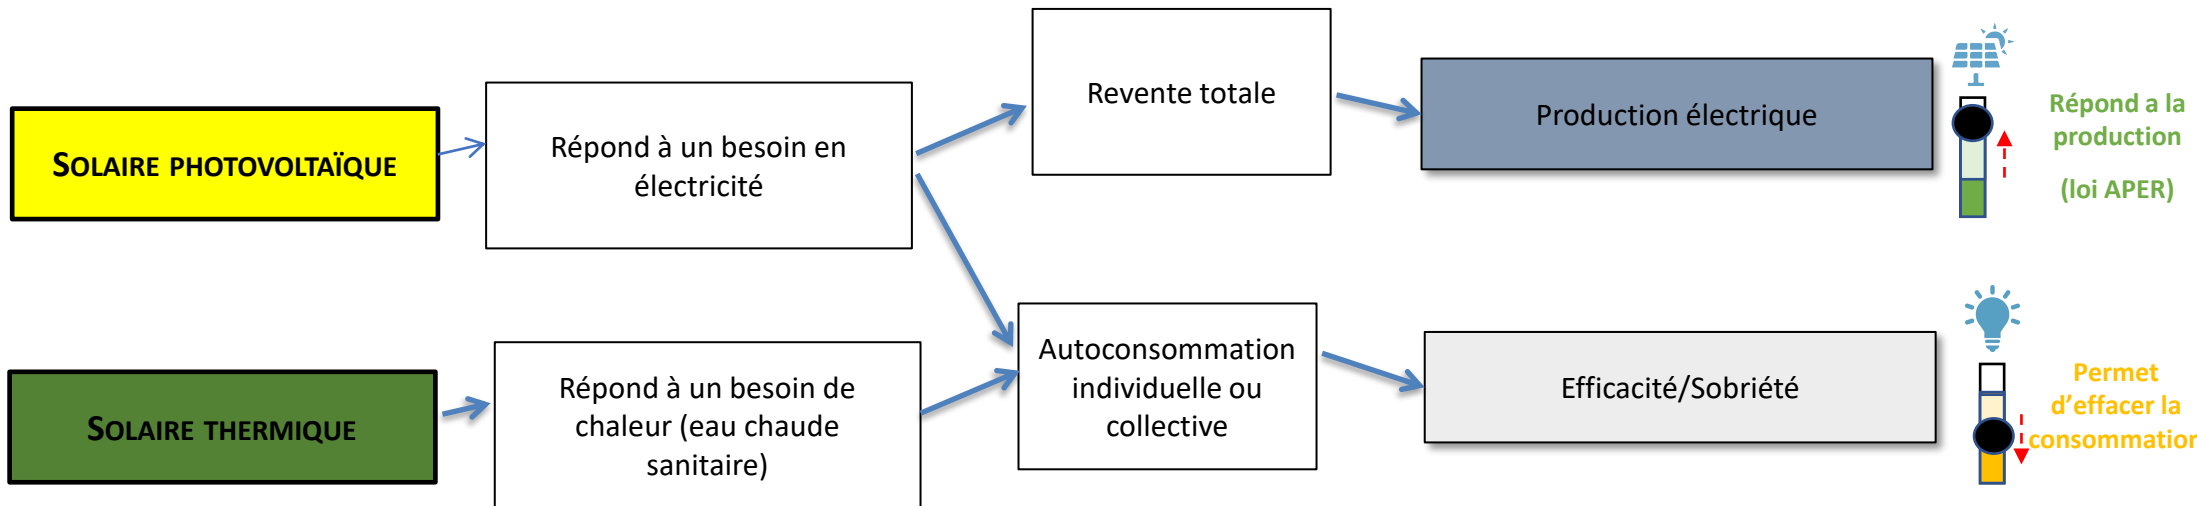 SOLAIRE PHOTOVOLTAÏQUE
Répond à un besoin en
électricité
Revente totale
Production électrique
Répond a la
production
(loi APER)
SOLAIRE THERMIQUE
Répond à un besoin de
chaleur (eau chaude
sanitaire)
Autoconsommation
individuelle ou
collective
Efficacité/Sobriété
Permet
d’effacer la
consommation